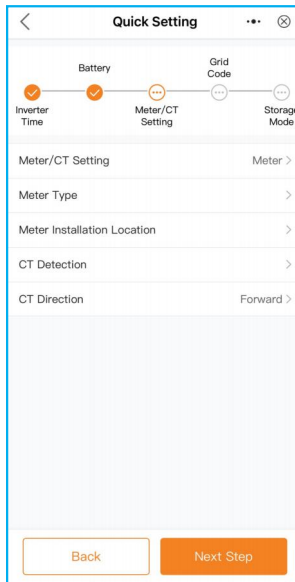 Quick Setting
Battery
Grid
Code
Inverter
Time
Meter/CT
Setting
Storage
Mode
Meter/CT Setting Meter >
Meter Type >
Meter Installation Location >
CT Detection >
CT Direction Forward >
Back Next Step